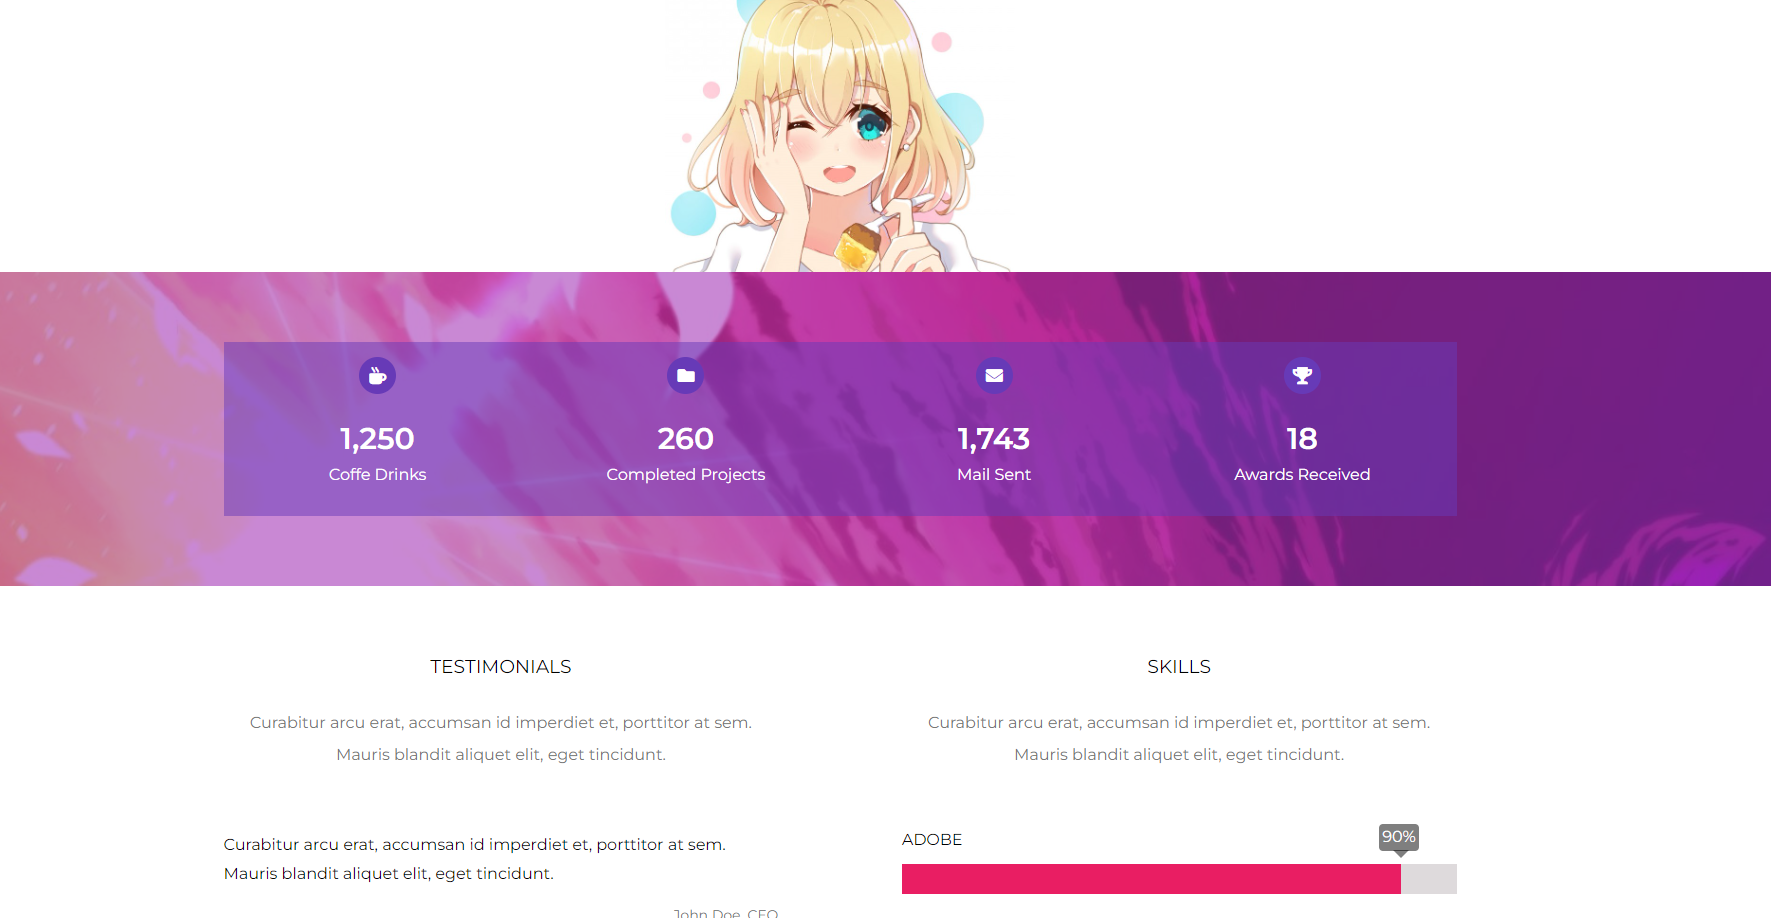 1,250
Coffe Drinks
260
Completed Projects
1,743
Mail Sent
18
Awards Received
TESTIMONIALS
Curabitur arcu erat, accumsan id imperdiet et, porttitor at sem.
Mauris blandit aliquet elit, eget tincidunt.
Curabitur arcu erat, accumsan id imperdiet et, porttitor at sem.
Mauris blandit aliquet elit, eget tincidunt.
John Doe, CEO
SKILLS
Curabitur arcu erat, accumsan id imperdiet et, porttitor at sem.
Mauris blandit aliquet elit, eget tincidunt.
ADOBE
90%